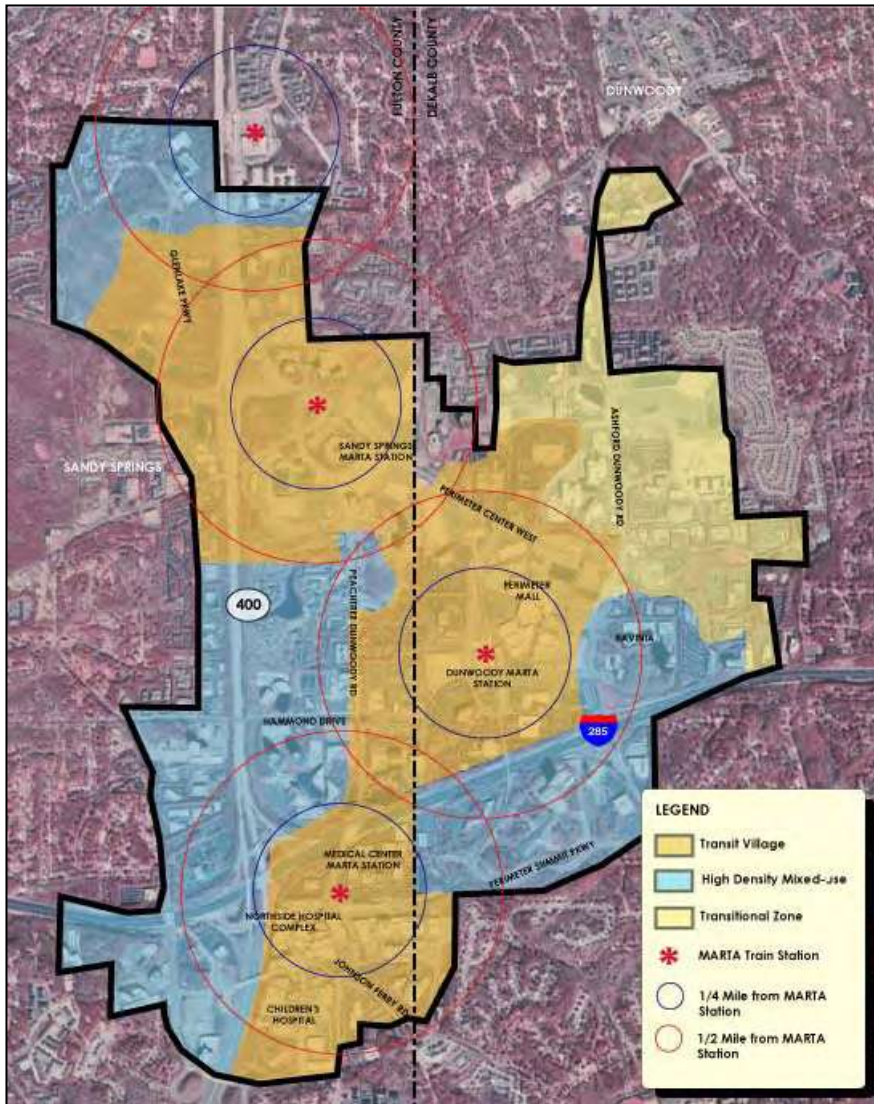 FULTON COUNTY
DEKALB COUNTY
DUNWOODY
GLENLAKE PKWY
SANDY SPRINGS
MARTA STATION
SANDY SPRINGS
ASHFORD DUNWOODY RD
PERIMETER CENTER WEST
PERIMETER
MALL
400
PEACHTREE DUNWOODY RD
RAVINIA
DUNWOODY MARTA
STATION
HAMMOND DRIVE
285
MEDICAL CENTER
MARTA STATION
PERIMETER SUMMIT PKWY
NORTHSIDE HOSPITAL
COMPLEX
JOHNSON FERRY RD
CHILDREN'S
HOSPITAL
LEGEND
Transit Village
High Density Mixed-use
Transitional Zone
MARTA Train Station
1/4 Mile from MARTA
Station
1/2 Mile from MARTA
Station